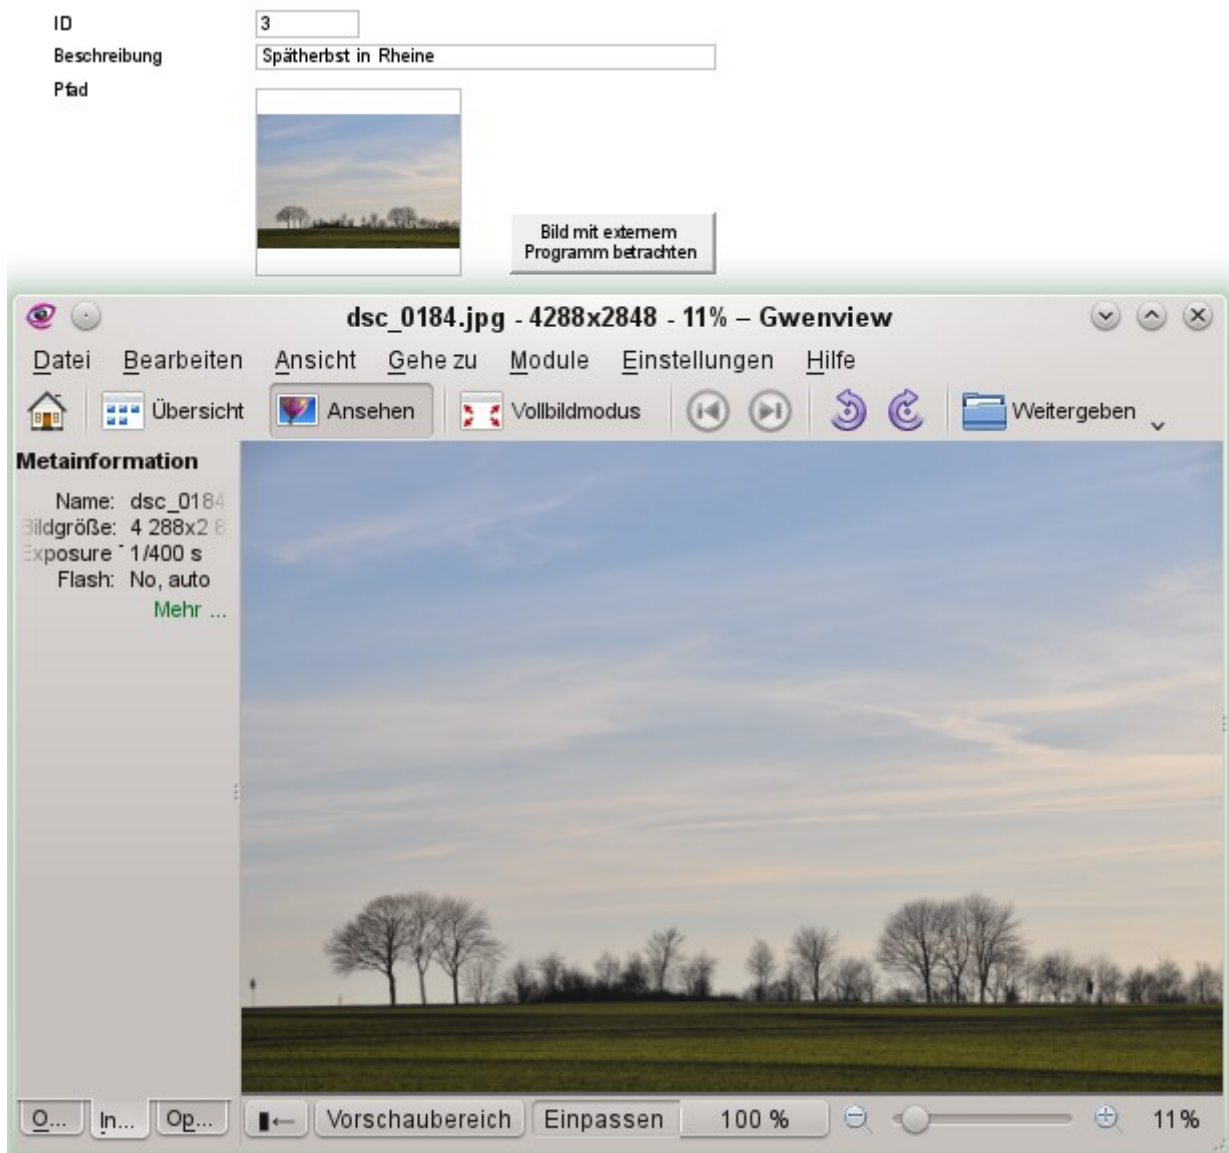 ID 3
Beschreibung Spätherbst in Rheine
Pfad
Bild mit externem
Programm betrachten
dsc_0184.jpg - 4288x2848 - 11% – Gwenview
Datei Bearbeiten Ansicht Gehe zu Module Einstellungen Hilfe
Übersicht Ansehen Vollbildmodus Weitergeben
Metainformation
Name: dsc_0184
Bildgröße: 4 288x2 8
Exposure 1/400 s
Flash: No, auto
Mehr ...
O... In... Op... Vorschaubereich Einpassen 100 % 11%